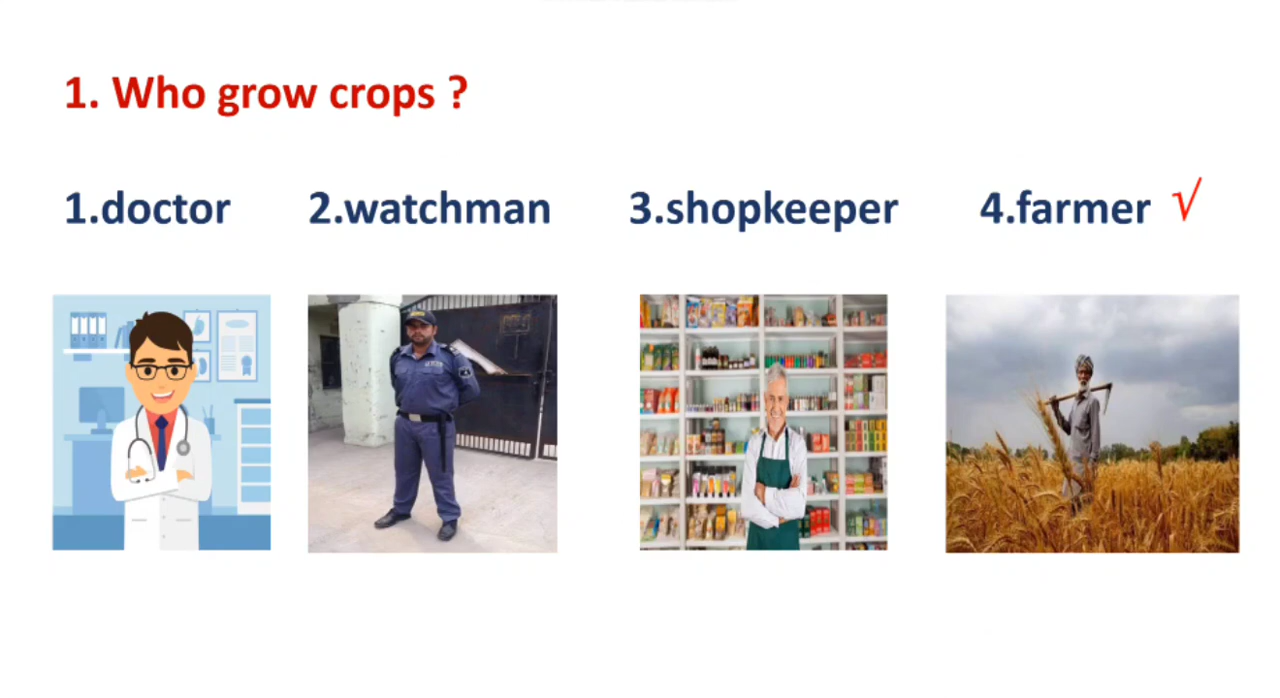 1. Who grow crops ?
1.doctor 2.watchman 3.shopkeeper 4.farmer √